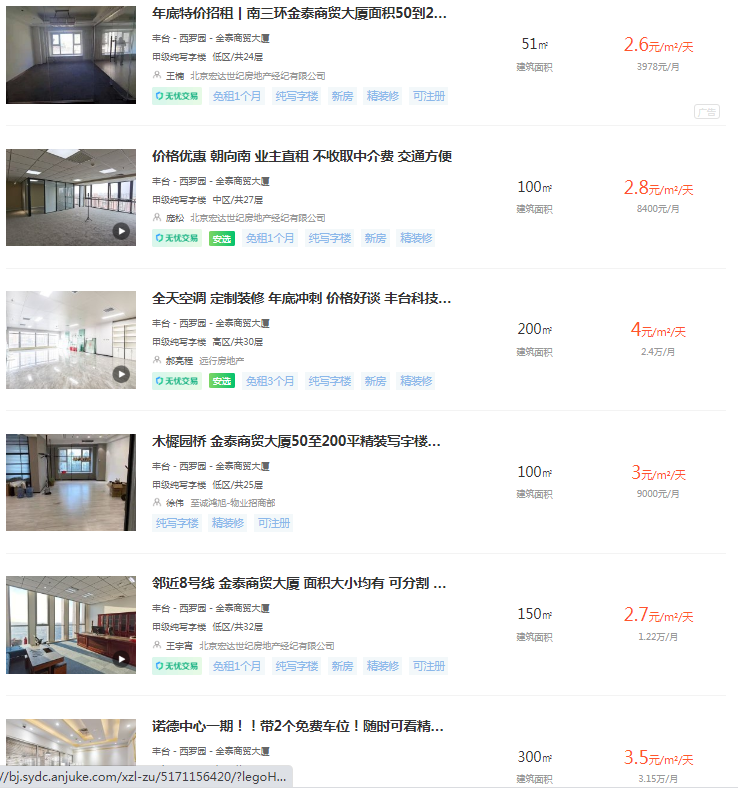 年底特价招租丨南三环金泰商贸大厦面积50到2...
丰台 - 西罗园 - 金泰商贸大厦
甲级纯写字楼 低区/共24层
王楠 北京宏达世纪房地产经纪有限公司
无忧交易 免租1个月 纯写字楼 新房 精装修 可注册
51㎡
建筑面积
2.6元/㎡/天
3978元/月
广告
价格优惠 朝向南 业主直租 不收取中介费 交通方便
丰台 - 西罗园 - 金泰商贸大厦
甲级纯写字楼 中区/共27层
庞松 北京宏达世纪房地产经纪有限公司
无忧交易 安选 免租1个月 纯写字楼 新房 精装修
100㎡
建筑面积
2.8元/㎡/天
8400元/月
全天空调 定制装修 年底冲刺 价格好谈 丰台科技...
丰台 - 西罗园 - 金泰商贸大厦
甲级纯写字楼 高区/共30层
郝亮程 远行房地产
无忧交易 安选 免租3个月 纯写字楼 新房 精装修
200㎡
建筑面积
4元/㎡/天
2.4万/月
木樨园桥 金泰商贸大厦50至200平精装写字楼...
丰台 - 西罗园 - 金泰商贸大厦
甲级纯写字楼 低区/共25层
徐伟 至诚鸿旭-物业招商部
纯写字楼 精装修 可注册
100㎡
建筑面积
3元/㎡/天
9000元/月
邻近8号线 金泰商贸大厦 面积大小均有 可分割 ...
丰台 - 西罗园 - 金泰商贸大厦
甲级纯写字楼 低区/共32层
王宇宵 北京宏达世纪房地产经纪有限公司
无忧交易 免租1个月 纯写字楼 新房 精装修 可注册
150㎡
建筑面积
2.7元/㎡/天
1.22万/月
诺德中心一期！！带2个免费车位！随时可看精...
丰台 - 西罗园 - 金泰商贸大厦
300㎡
建筑面积
3.5元/㎡/天
3.15万/月
//bj.sydc.anjuke.com/xzl-zu/5171156420/?legoH...